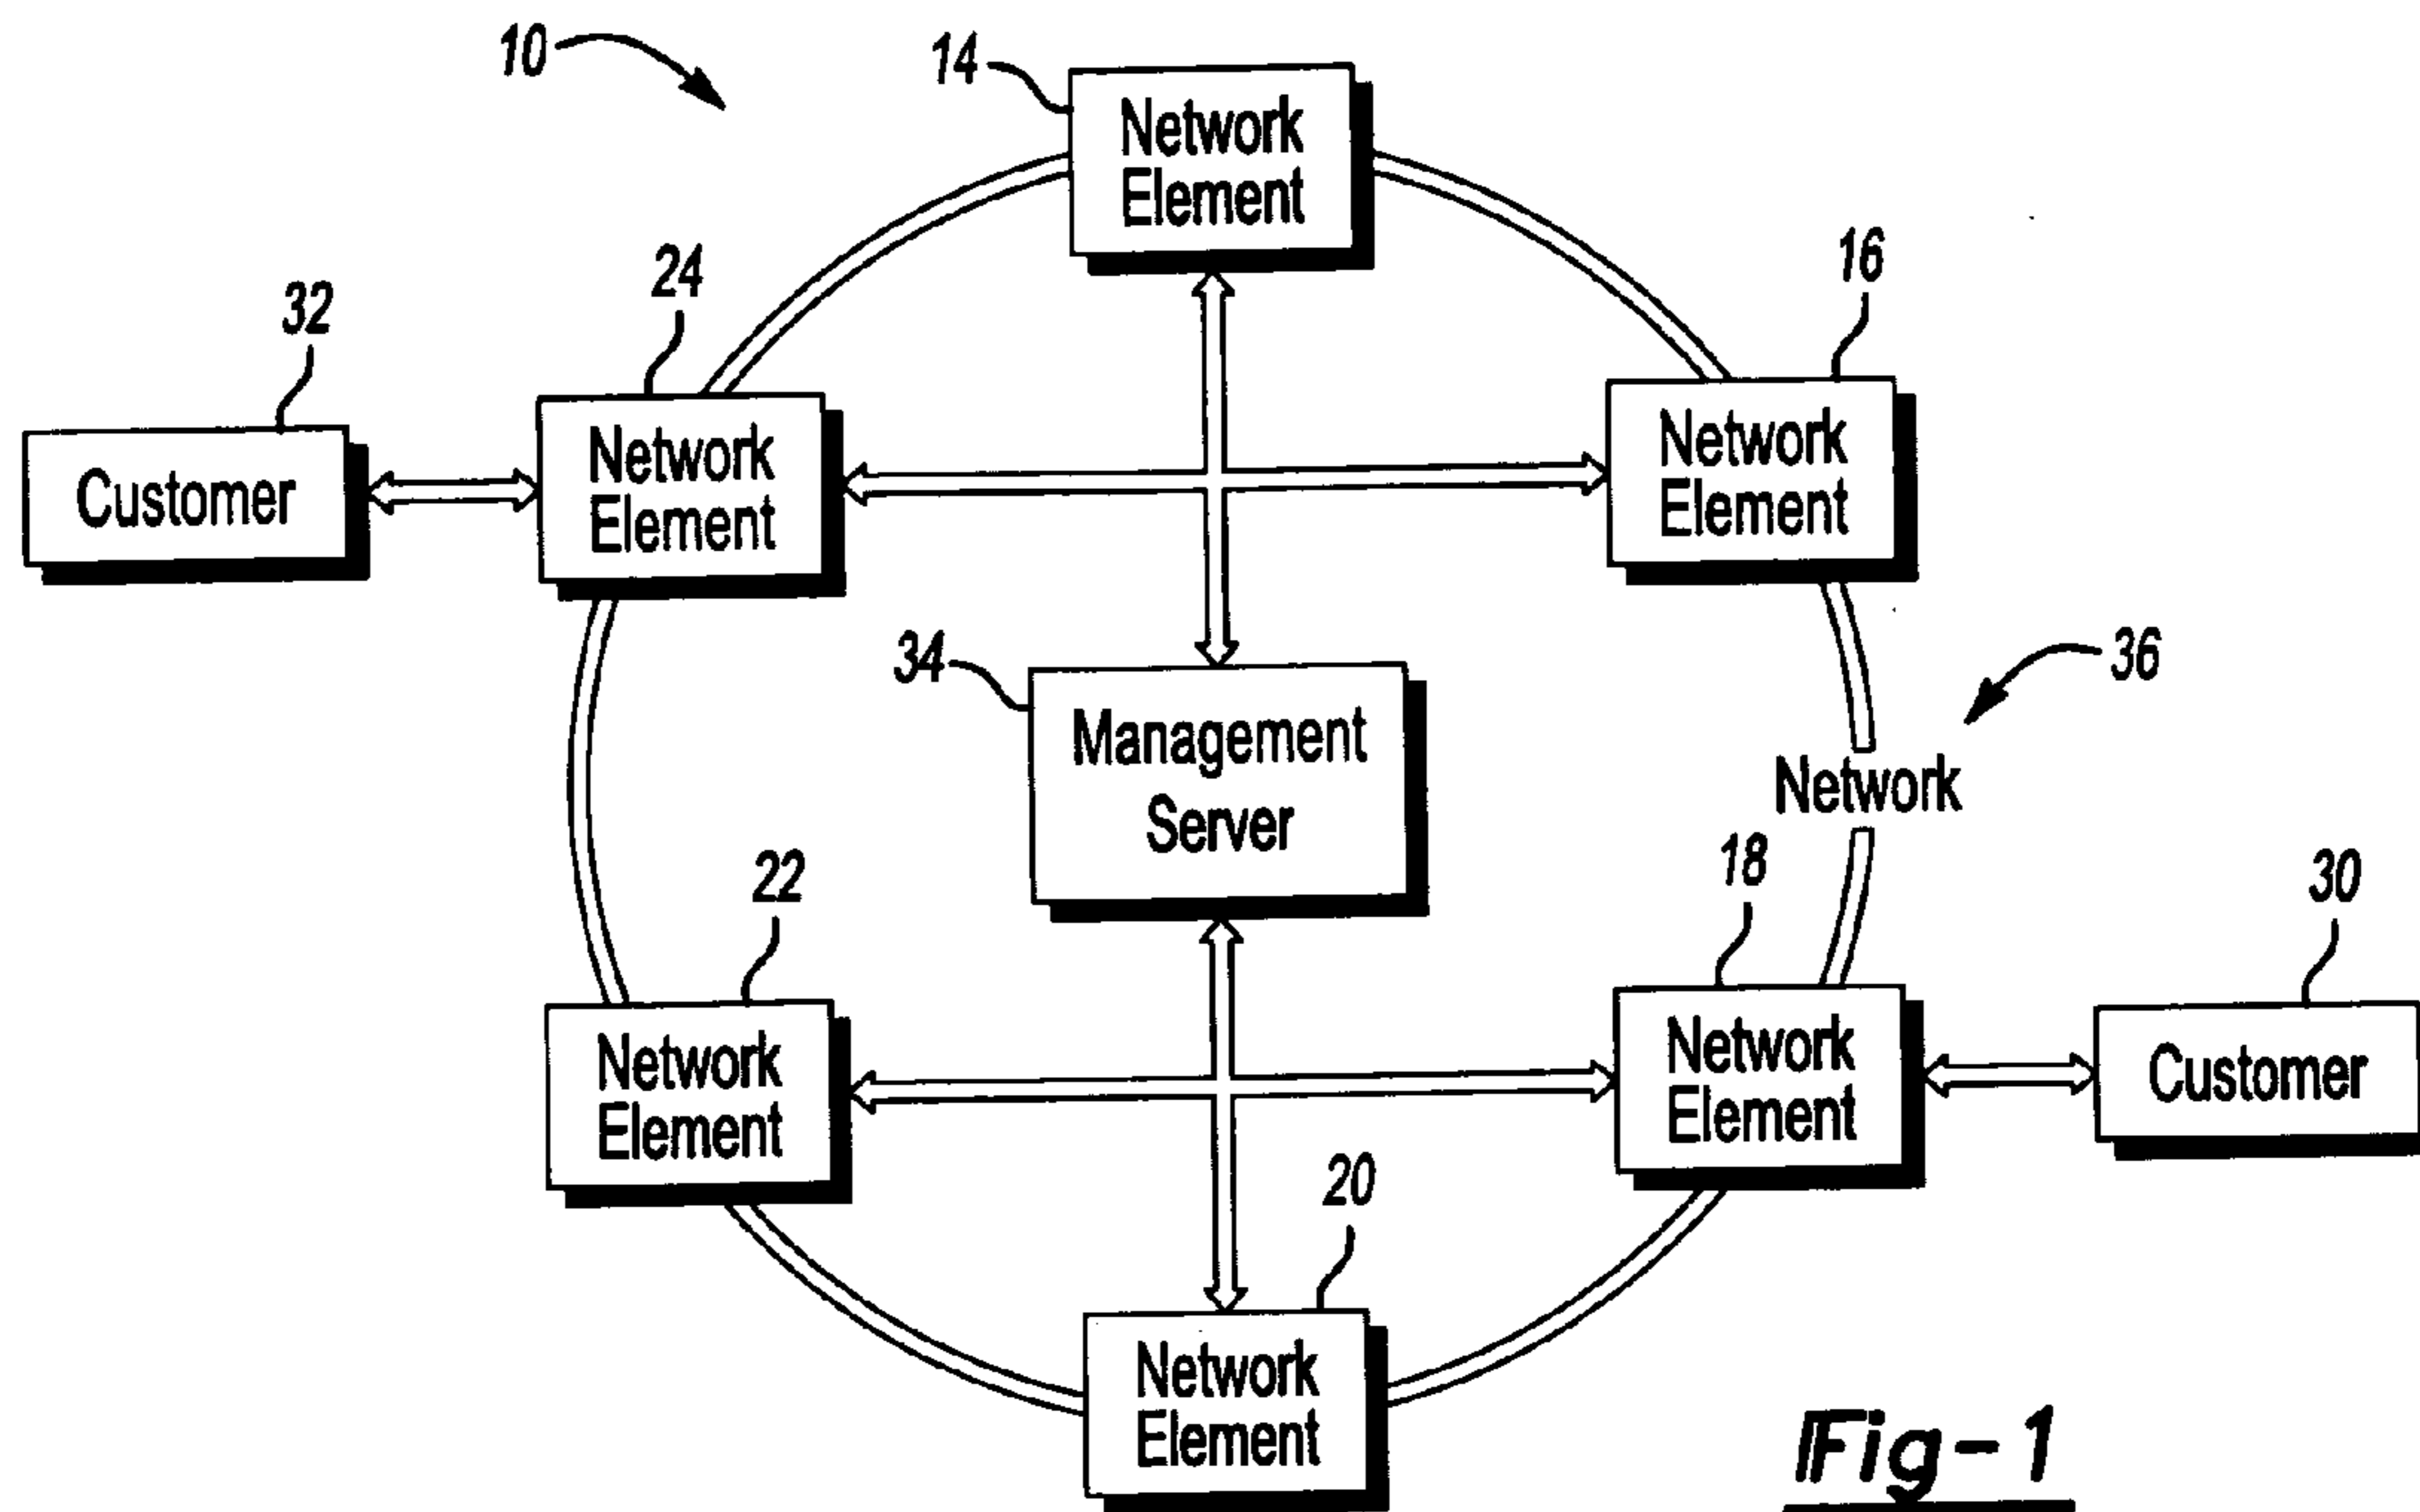 10
14
Network
Element
16
Network
Element
24
Network
Element
32
Customer
34
Management
Server
36
Network
22
Network
Element
18
Network
Element
30
Customer
20
Network
Element
Fig-1